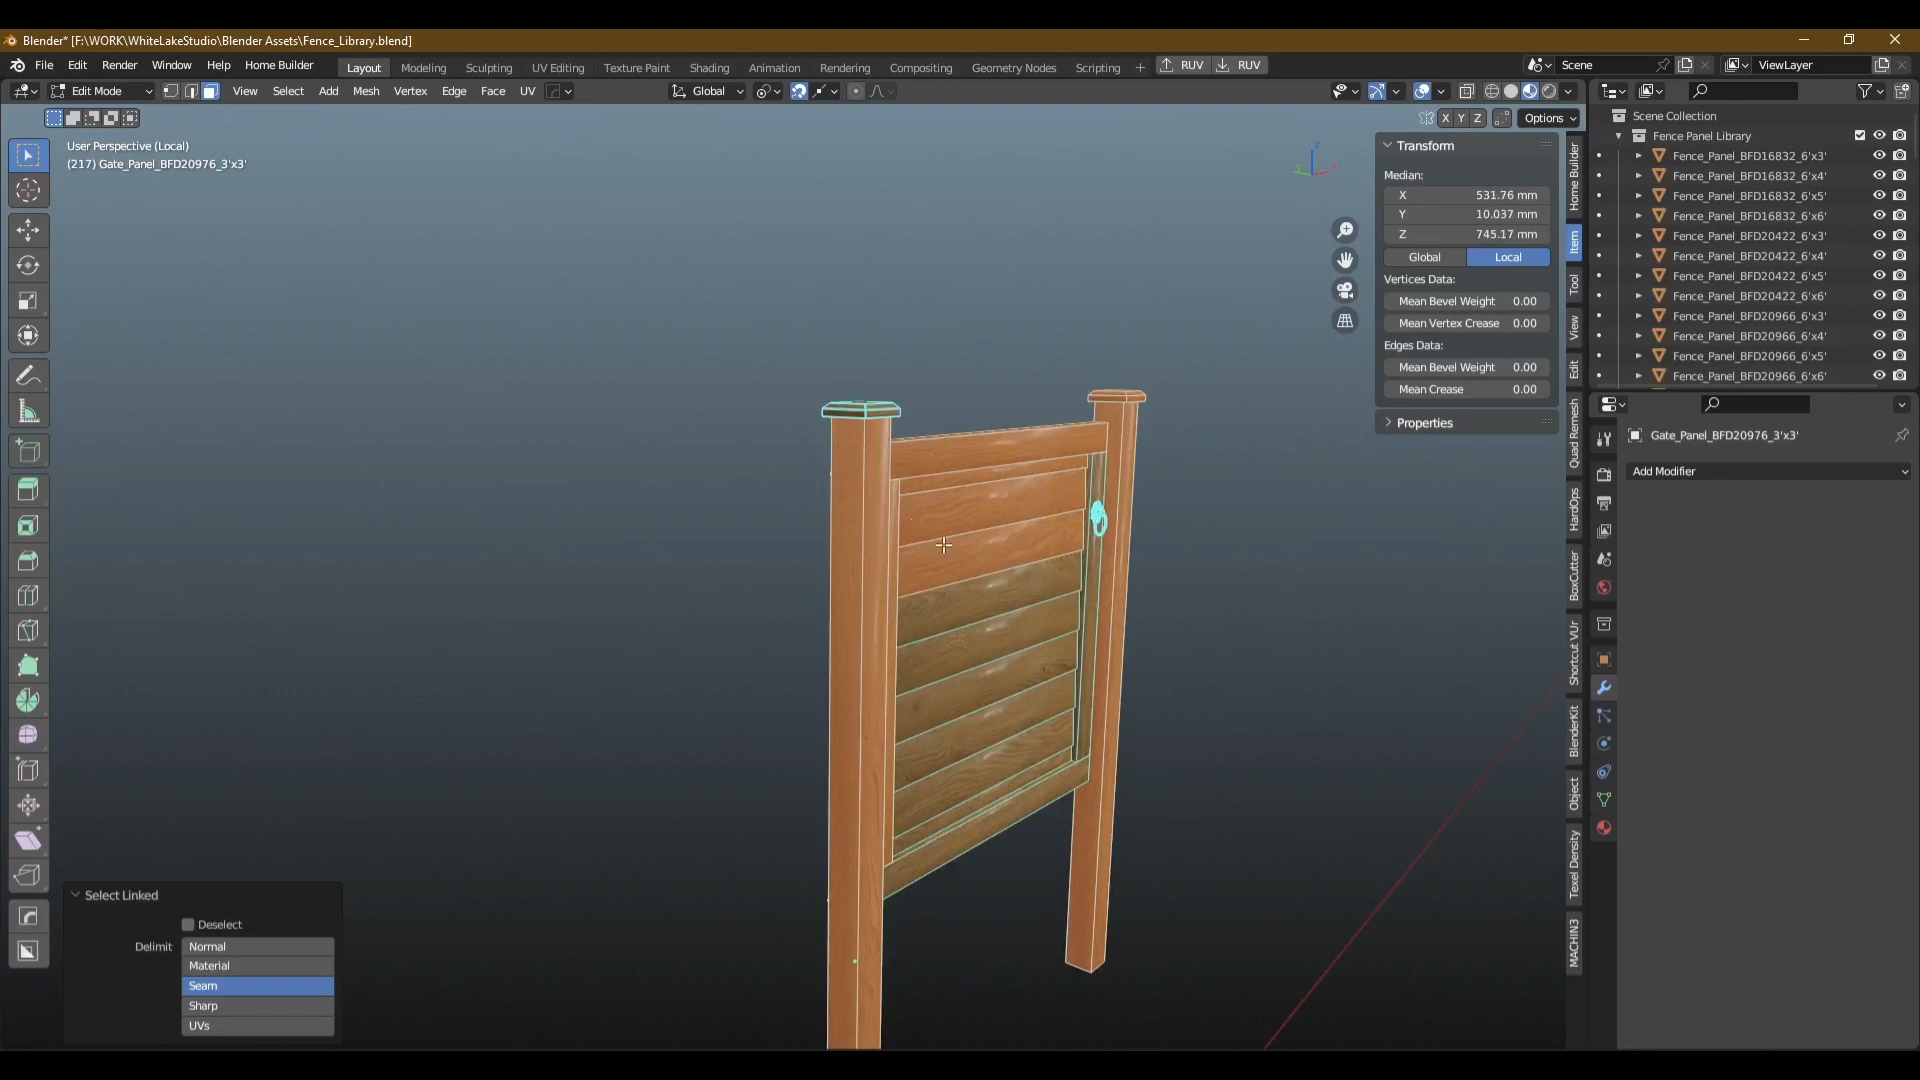 Blender* [F:\WORK\WhiteLakeStudio\Blender Assets\Fence_Library.blend]
File Edit Render Window Help Home Builder Layout Modeling Sculpting UV Editing Texture Paint Shading Animation Rendering Compositing Geometry Nodes Scripting + RUV RUV Scene ViewLayer
Edit Mode View Select Add Mesh Vertex Edge Face UV Global
X Y Z Options
User Perspective (Local)
(217) Gate_Panel_BFD20976_3'x3'
Transform
Median:
X 531.76 mm
Y 10.037 mm
Z 745.17 mm
Global Local
Vertices Data:
Mean Bevel Weight 0.00
Mean Vertex Crease 0.00
Edges Data:
Mean Bevel Weight 0.00
Mean Crease 0.00
Properties
Home Builder
Item
Tool
View
Edit
Quad Remesh
HardOps
BoxCutter
Shortcut VUr
BlenderKit
Object
Texel Density
MACHIN3
Scene Collection
Fence Panel Library
Fence_Panel_BFD16832_6'x3'
Fence_Panel_BFD16832_6'x4'
Fence_Panel_BFD16832_6'x5'
Fence_Panel_BFD16832_6'x6'
Fence_Panel_BFD20422_6'x3'
Fence_Panel_BFD20422_6'x4'
Fence_Panel_BFD20422_6'x5'
Fence_Panel_BFD20422_6'x6'
Fence_Panel_BFD20966_6'x3'
Fence_Panel_BFD20966_6'x4'
Fence_Panel_BFD20966_6'x5'
Fence_Panel_BFD20966_6'x6'
Gate_Panel_BFD20976_3'x3'
Add Modifier
Select Linked
Deselect
Delimit Normal
Material
Seam
Sharp
UVs